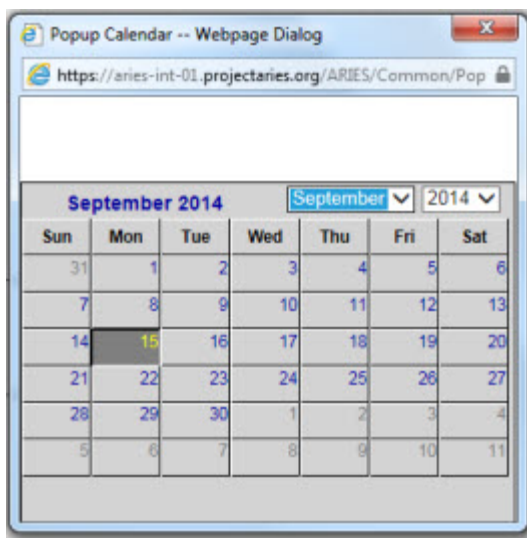 Popup Calendar -- Webpage Dialog
https://aries-int-01.projectaries.org/ARIES/Common/Pop
September 2014 September 2014
Sun Mon Tue Wed Thu Fri Sat
31 1 2 3 4 5 6
7 8 9 10 11 12 13
14 15 16 17 18 19 20
21 22 23 24 25 26 27
28 29 30 1 2 3 4
5 6 7 8 9 10 11